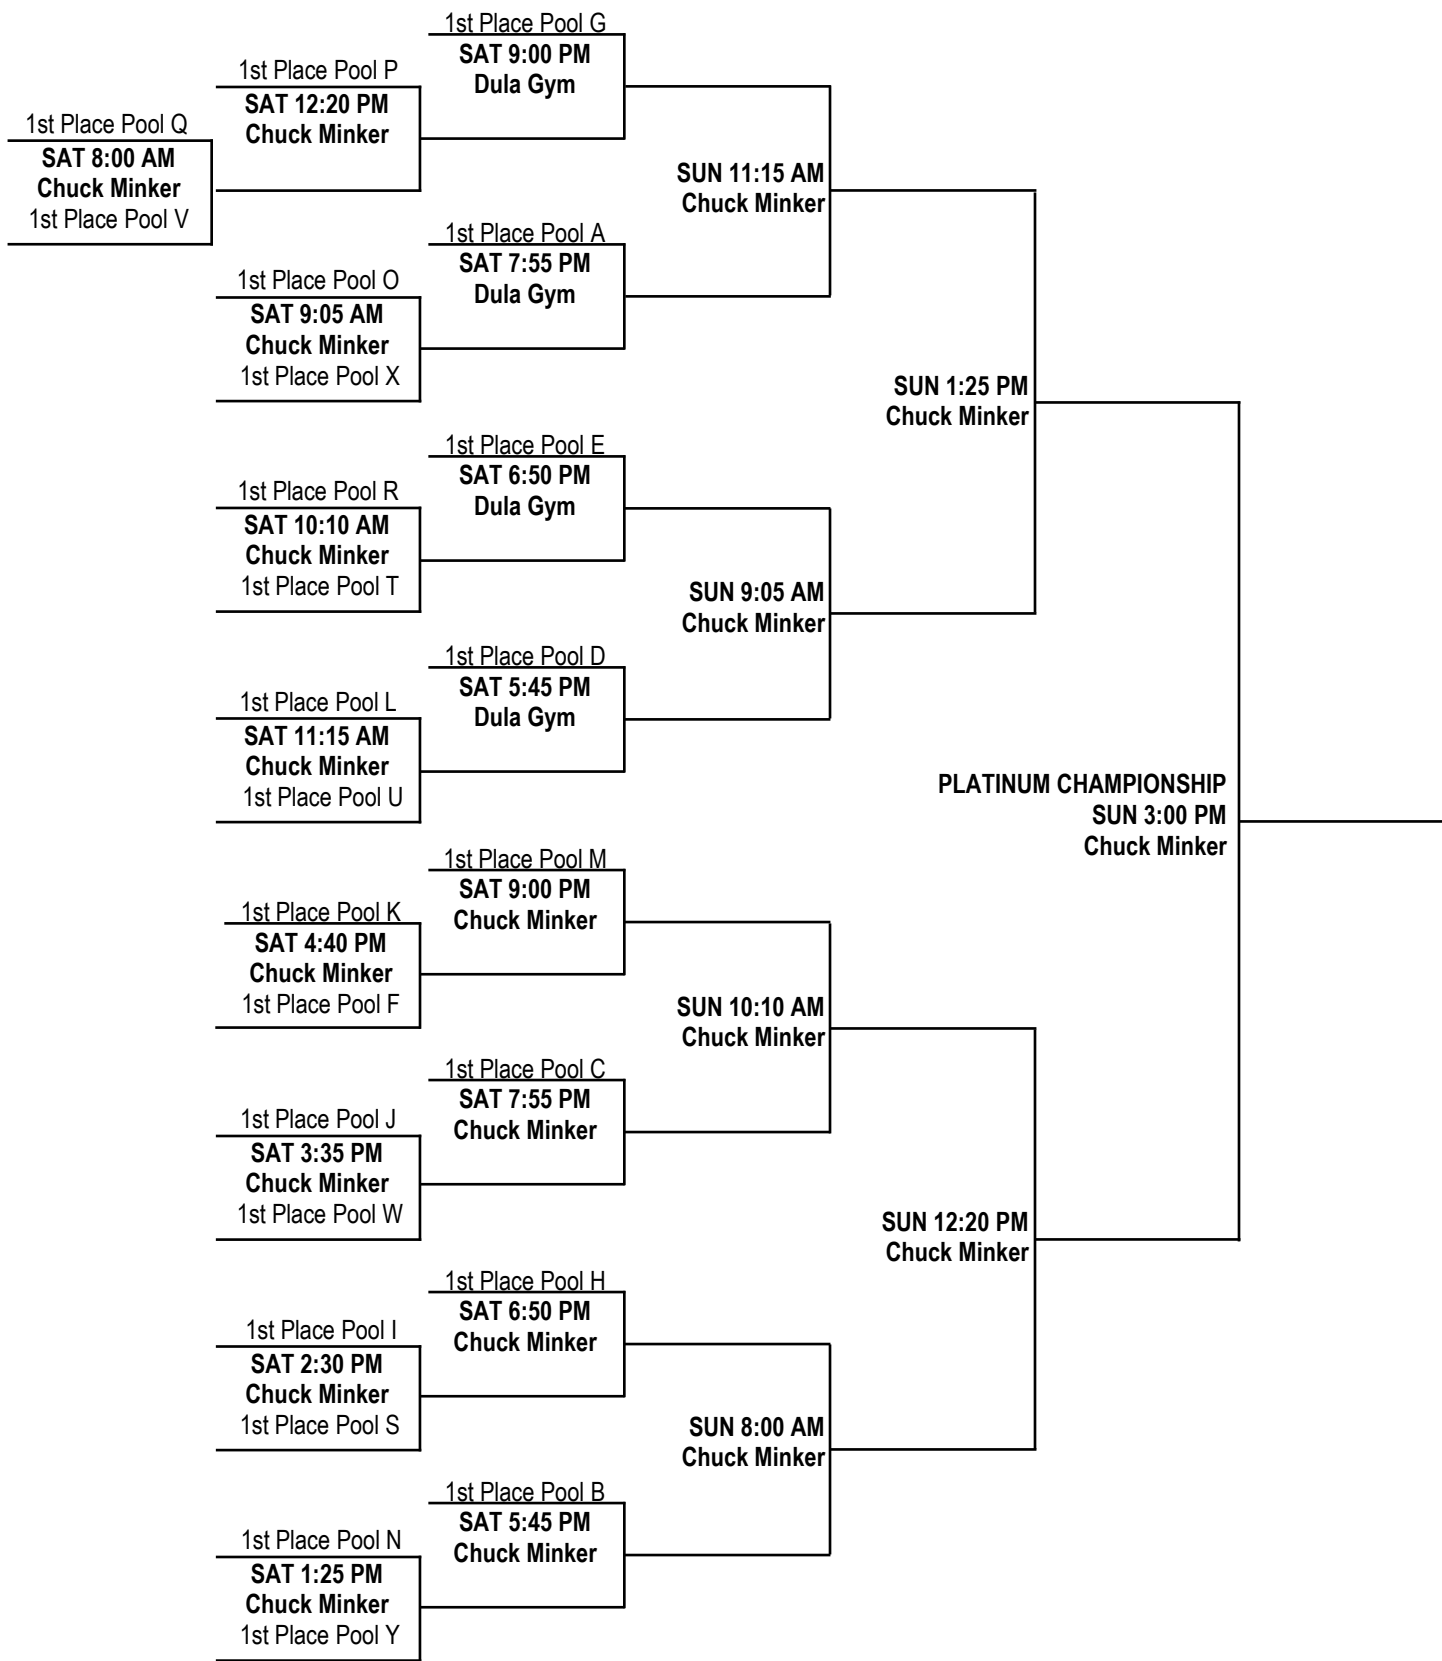 1st Place Pool Q
SAT 8:00 AM
Chuck Minker
1st Place Pool V
1st Place Pool P
SAT 12:20 PM
Chuck Minker
1st Place Pool O
SAT 9:05 AM
Chuck Minker
1st Place Pool X
1st Place Pool R
SAT 10:10 AM
Chuck Minker
1st Place Pool T
1st Place Pool L
SAT 11:15 AM
Chuck Minker
1st Place Pool U
1st Place Pool K
SAT 4:40 PM
Chuck Minker
1st Place Pool F
1st Place Pool J
SAT 3:35 PM
Chuck Minker
1st Place Pool W
1st Place Pool I
SAT 2:30 PM
Chuck Minker
1st Place Pool S
1st Place Pool N
SAT 1:25 PM
Chuck Minker
1st Place Pool Y
1st Place Pool G
SAT 9:00 PM
Dula Gym
1st Place Pool A
SAT 7:55 PM
Dula Gym
1st Place Pool E
SAT 6:50 PM
Dula Gym
1st Place Pool D
SAT 5:45 PM
Dula Gym
1st Place Pool M
SAT 9:00 PM
Chuck Minker
1st Place Pool C
SAT 7:55 PM
Chuck Minker
1st Place Pool H
SAT 6:50 PM
Chuck Minker
1st Place Pool B
SAT 5:45 PM
Chuck Minker
SUN 11:15 AM
Chuck Minker
SUN 9:05 AM
Chuck Minker
SUN 10:10 AM
Chuck Minker
SUN 8:00 AM
Chuck Minker
SUN 1:25 PM
Chuck Minker
SUN 12:20 PM
Chuck Minker
PLATINUM CHAMPIONSHIP
SUN 3:00 PM
Chuck Minker